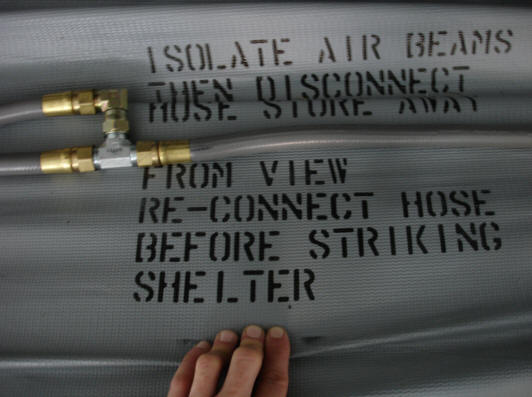 ISOLATE AIR BEAMS
THEN DISCONNECT
HOSE STORE AWAY
FROM VIEW
RE-CONNECT HOSE
BEFORE STRIKING
SHELTER